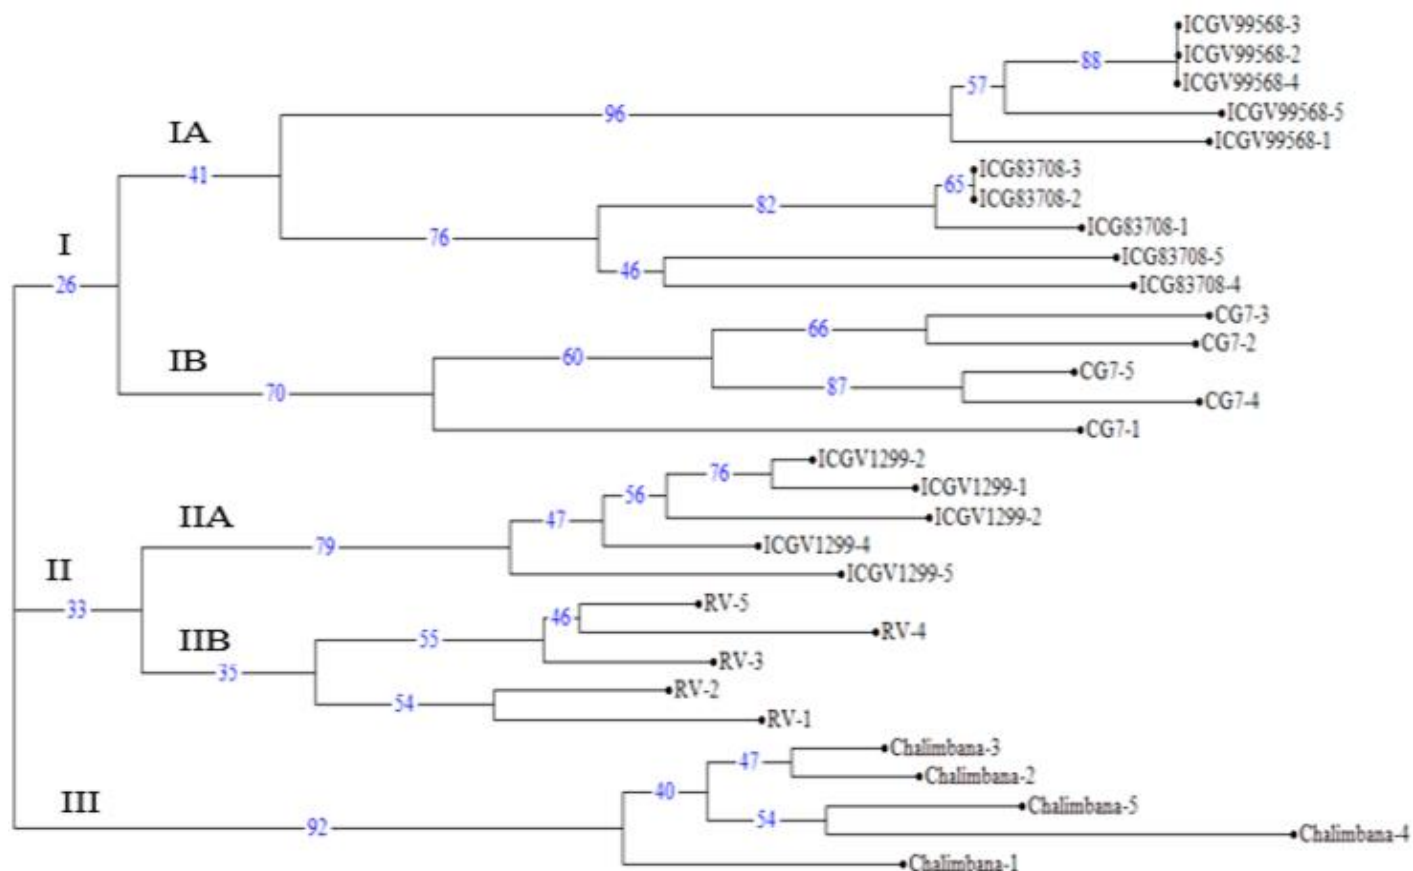 ICGV99568-3
ICGV99568-2
88
ICGV99568-4
57
ICGV99568-5
96
IA
ICGV99568-1
ICG83708-3
41
65
ICG83708-2
82
ICG83708-1
76
I
ICG83708-5
46
26
ICG83708-4
CG7-3
66
CG7-2
60
IB
CG7-5
87
70
CG7-4
CG7-1
ICGV1299-2
76
ICGV1299-1
56
ICGV1299-2
IIA
47
79
ICGV1299-4
II
ICGV1299-5
33
RV-5
46
RV-4
IIB
55
RV-3
35
RV-2
54
RV-1
Chalimbana-3
47
Chalimbana-2
40
III
Chalimbana-5
54
92
Chalimbana-4
Chalimbana-1